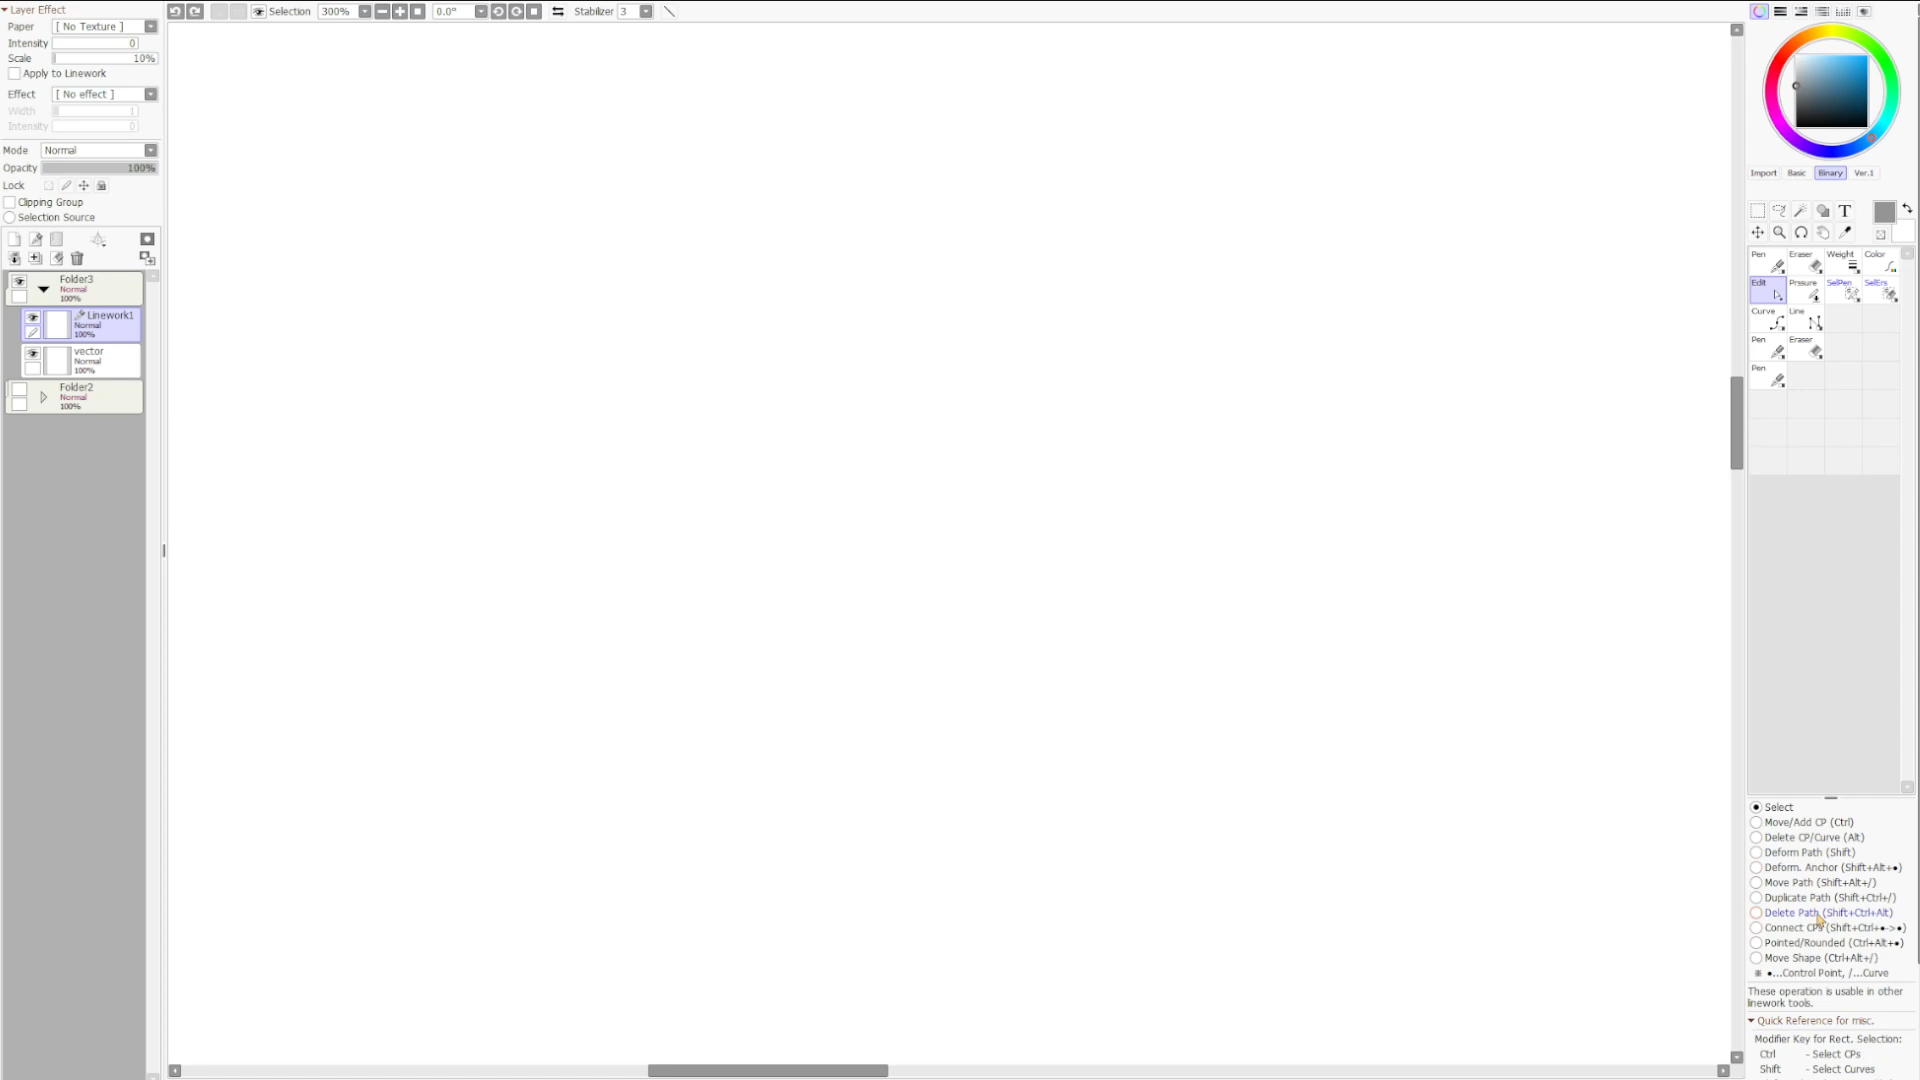 Layer Effect
Paper [ No Texture ]
Intensity 0
Scale 10%
Apply to Linework
Effect [ No effect ]
Width 1
Intensity 0
Mode Normal
Opacity 100%
Lock
Clipping Group
Selection Source
Folder3
Normal
100%
Linework1
Normal
100%
vector
Normal
100%
Folder2
Normal
100%
Selection 300% 0.0° Stabilizer 3
Import Basic Binary Ver.1
T
Pen Eraser Weight Color
Edit Prssure SelPen SelErs
Curve Line
Pen Eraser
Pen
Select
Move/Add CP (Ctrl)
Delete CP/Curve (Alt)
Deform Path (Shift)
Deform. Anchor (Shift+Alt+●)
Move Path (Shift+Alt+/)
Duplicate Path (Shift+Ctrl+/)
Delete Path (Shift+Ctrl+Alt)
Connect CPs (Shift+Ctrl+●->●)
Pointed/Rounded (Ctrl+Alt+●)
Move Shape (Ctrl+Alt+/)
※ ●...Control Point, /...Curve
These operation is usable in other
linework tools.
Quick Reference for misc.
Modifier Key for Rect. Selection:
Ctrl - Select CPs
Shift - Select Curves